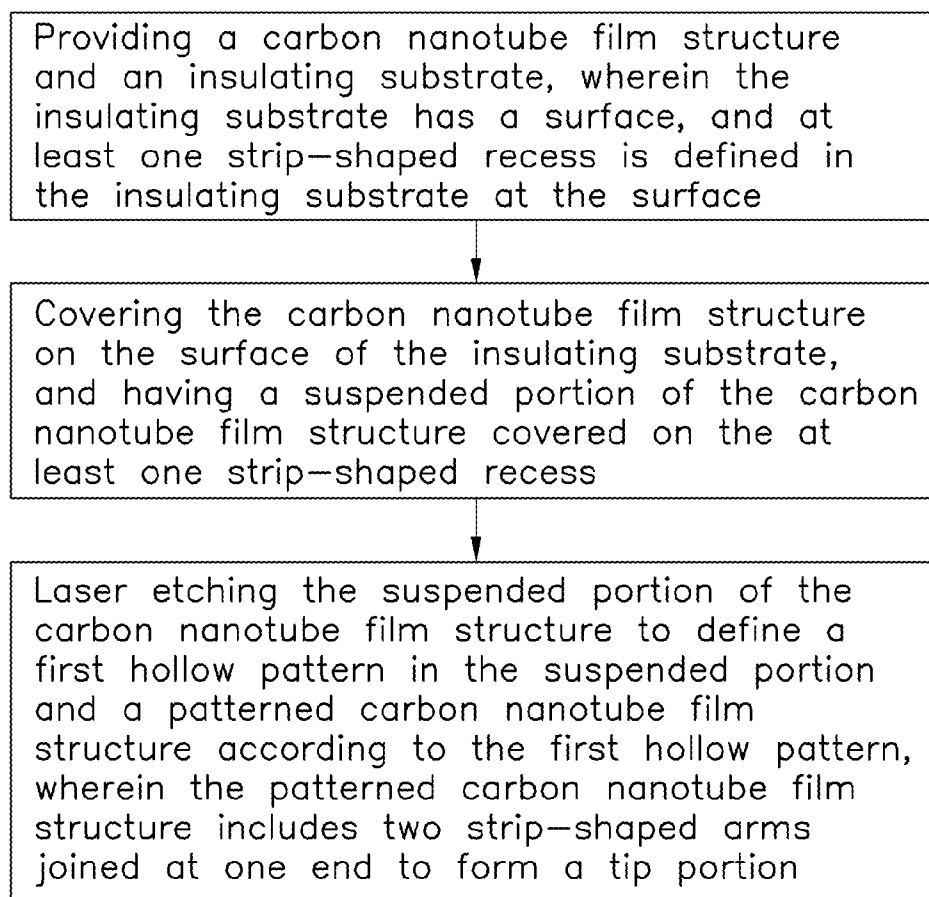 Providing a carbon nanotube film structure
and an insulating substrate, wherein the
insulating substrate has a surface, and at
least one strip-shaped recess is defined in
the insulating substrate at the surface
Covering the carbon nanotube film structure
on the surface of the insulating substrate,
and having a suspended portion of the carbon
nanotube film structure covered on the at
least one strip-shaped recess
Laser etching the suspended portion of the
carbon nanotube film structure to define a
first hollow pattern in the suspended portion
and a patterned carbon nanotube film
structure according to the first hollow pattern,
wherein the patterned carbon nanotube film
structure includes two strip-shaped arms
joined at one end to form a tip portion